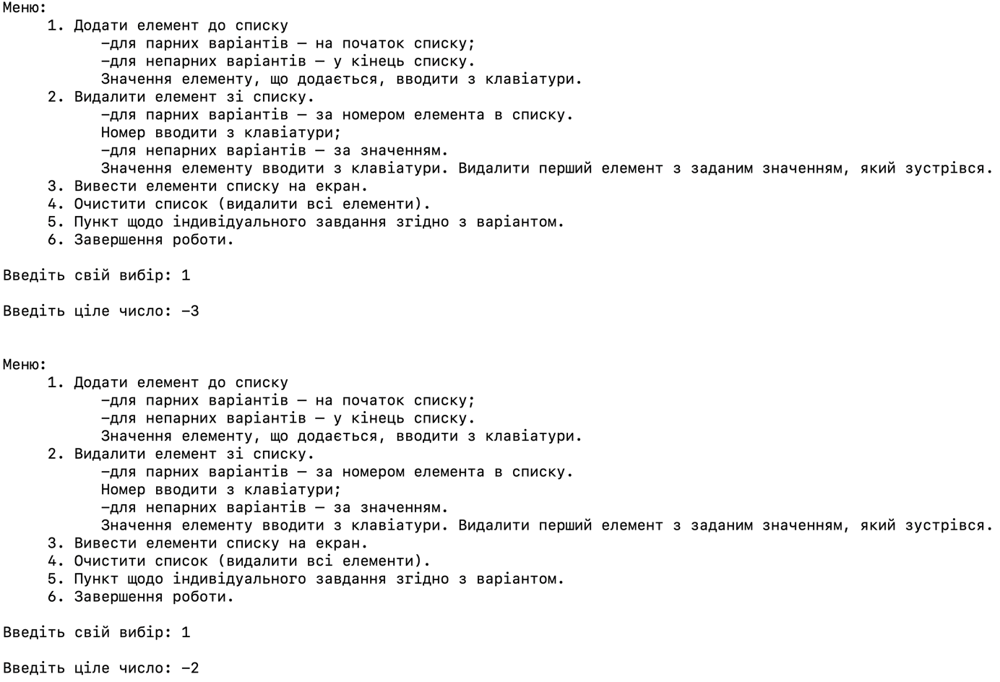 Меню:
1. Додати елемент до списку
–для парних варіантів – на початок списку;
–для непарних варіантів – у кінець списку.
Значення елементу, що додається, вводити з клавіатури.
2. Видалити елемент зі списку.
–для парних варіантів – за номером елемента в списку.
Номер вводити з клавіатури;
–для непарних варіантів – за значенням.
Значення елементу вводити з клавіатури. Видалити перший елемент з заданим значенням, який зустрівся.
3. Вивести елементи списку на екран.
4. Очистити список (видалити всі елементи).
5. Пункт щодо індивідуального завдання згідно з варіантом.
6. Завершення роботи.
Введіть свій вибір: 1
Введіть ціле число: -3
Меню:
1. Додати елемент до списку
–для парних варіантів – на початок списку;
–для непарних варіантів – у кінець списку.
Значення елементу, що додається, вводити з клавіатури.
2. Видалити елемент зі списку.
–для парних варіантів – за номером елемента в списку.
Номер вводити з клавіатури;
–для непарних варіантів – за значенням.
Значення елементу вводити з клавіатури. Видалити перший елемент з заданим значенням, який зустрівся.
3. Вивести елементи списку на екран.
4. Очистити список (видалити всі елементи).
5. Пункт щодо індивідуального завдання згідно з варіантом.
6. Завершення роботи.
Введіть свій вибір: 1
Введіть ціле число: -2